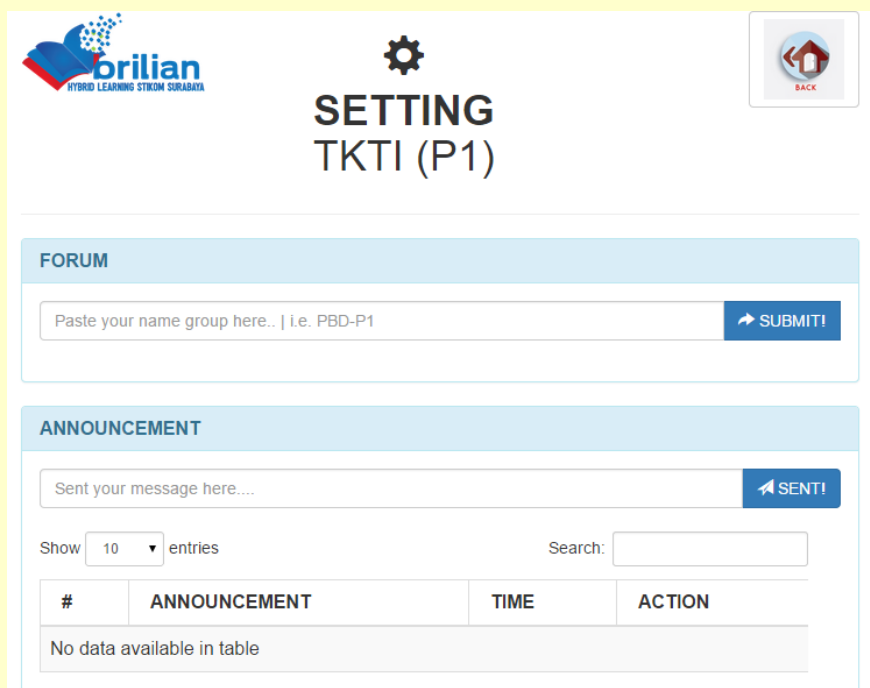 brilian
HYBRID LEARNING STIKOM SURABAYA
SETTING
TKTI (P1)
BACK
FORUM
Paste your name group here.. | i.e. PBD-P1
SUBMIT!
ANNOUNCEMENT
Sent your message here....
SENT!
Show 10 entries Search:
# ANNOUNCEMENT TIME ACTION
No data available in table